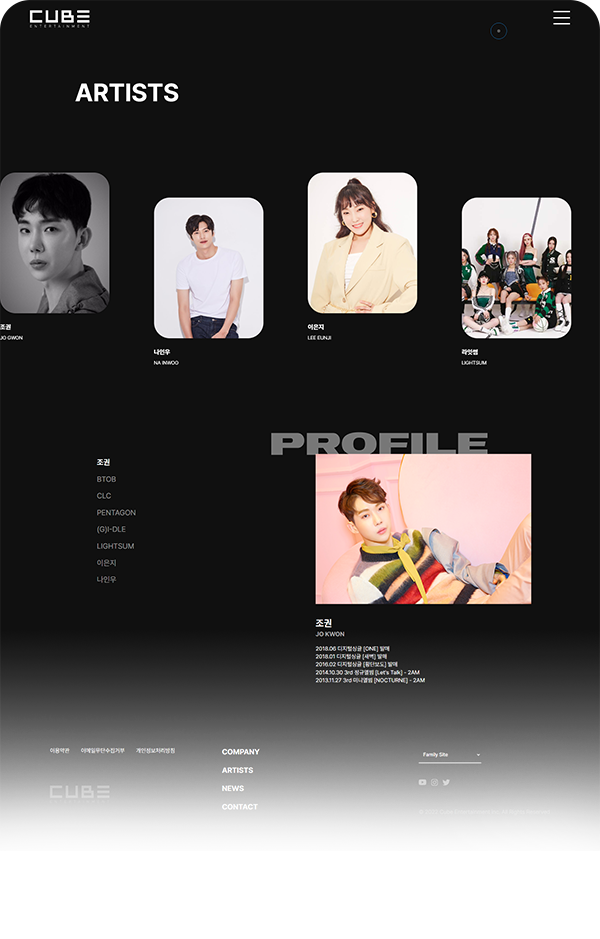 CUBE
ENTERTAINMENT
ARTISTS
조권
JO GWON
나인우
NA INWOO
이은지
LEE EUNJI
라잇썸
LIGHTSUM
PROFILE
조권
BTOB
CLC
PENTAGON
(G)I-DLE
LIGHTSUM
이은지
나인우
조권
JO KWON
2018.06 디지털싱글 [ONE] 발매
2018.01 디지털싱글 [새벽] 발매
2016.02 디지털싱글 [횡단보도] 발매
2014.10.30 3rd 정규앨범 [Let's Talk] - 2AM
2013.11.27 3rd 미니앨범 [NOCTURNE] - 2AM
이용약관 이메일무단수집거부 개인정보처리방침
CUBE
COMPANY
ARTISTS
NEWS
CONTACT
Family Site